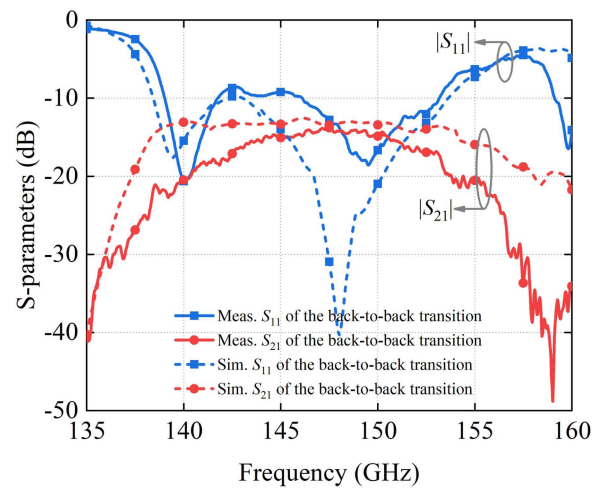 0
-10
-20
-30
-40
-50
S-parameters (dB)
|S11|
|S21|
Meas. S11 of the back-to-back transition
Meas. S21 of the back-to-back transition
Sim. S11 of the back-to-back transition
Sim. S21 of the back-to-back transition
135 140 145 150 155 160
Frequency (GHz)